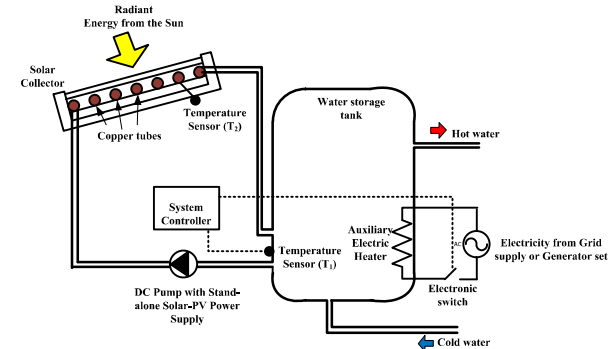 Radiant
Energy from the Sun
Solar
Collector
Temperature
Sensor (T₂)
Copper tubes
Water storage
tank
Hot water
System
Controller
Auxiliary
Electric
Heater
AC
Electricity from Grid
supply or Generator set
Temperature
Sensor (T₁)
Electronic
switch
DC Pump with Stand-
alone Solar-PV Power
Supply
Cold water